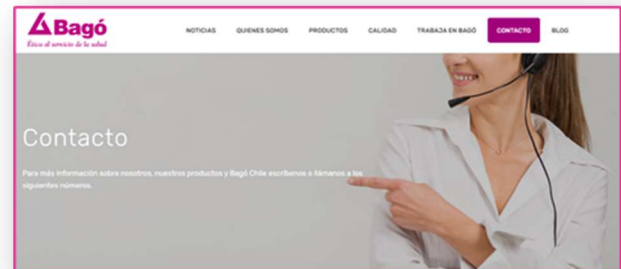 Bagó
Ética al servicio de la salud
NOTICIAS QUIENES SOMOS PRODUCTOS CALIDAD TRABAJA EN BAGÓ CONTACTO BLOG
Contacto
Para más información sobre nosotros, nuestros productos y Bagó Chile escríbenos o llámanos a los
siguientes números.